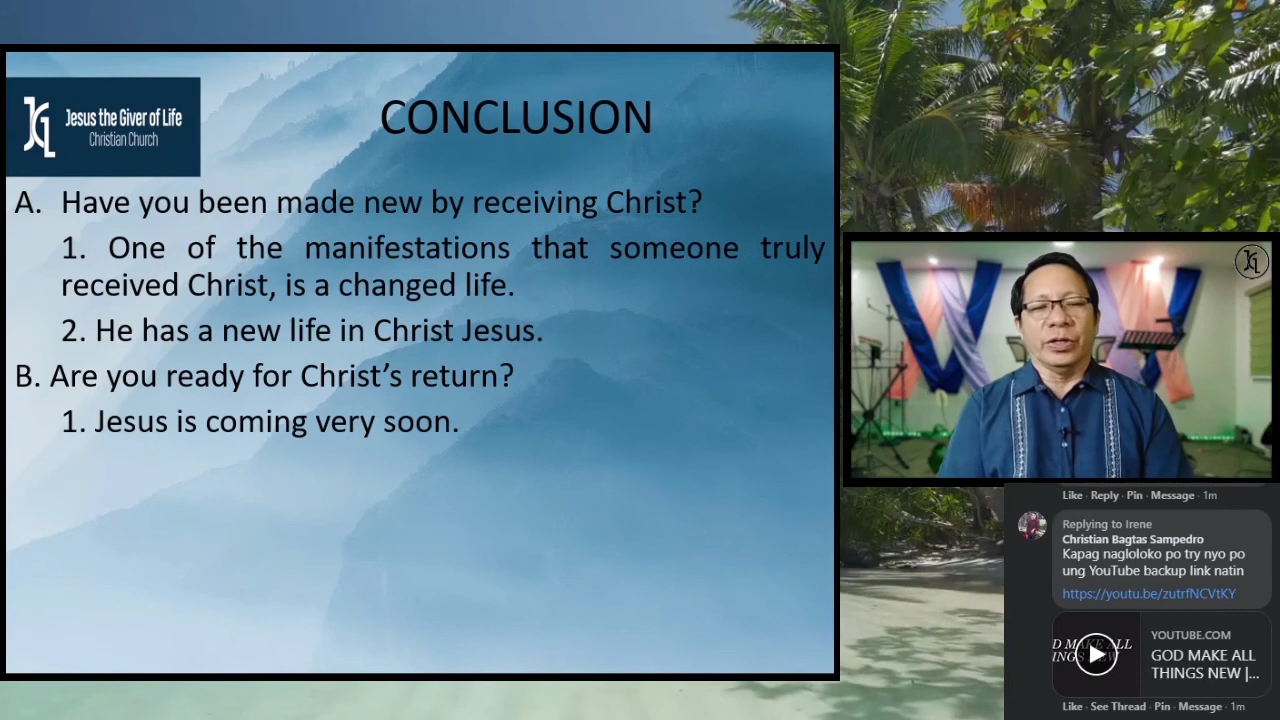 Jesus the Giver of Life
Christian Church
CONCLUSION
A. Have you been made new by receiving Christ?
1. One of the manifestations that someone truly
received Christ, is a changed life.
2. He has a new life in Christ Jesus.
B. Are you ready for Christ’s return?
1. Jesus is coming very soon.
Like · Reply · Pin · Message · 1m
Replying to Irene
Christian Bagtas Sampedro
Kapag nagloloko po try nyo po
ung YouTube backup link natin
https://youtu.be/zutrfNCVtKY
D MAKE ALL
INGS NEW
YOUTUBE.COM
GOD MAKE ALL
THINGS NEW |...
Like · See Thread · Pin · Message · 1m